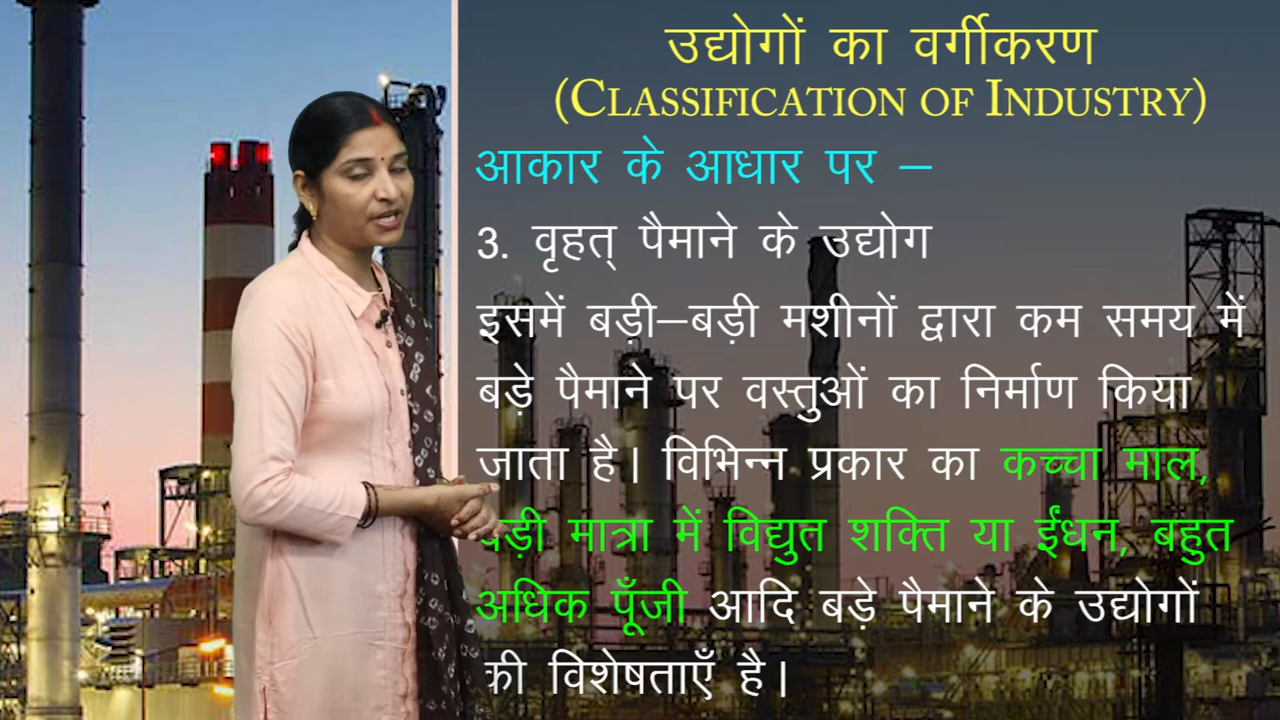 उद्योगों का वर्गीकरण
(CLASSIFICATION OF INDUSTRY)
आकार के आधार पर –
3. वृहत् पैमाने के उद्योग
इसमें बड़ी–बड़ी मशीनों द्वारा कम समय में
बड़े पैमाने पर वस्तुओं का निर्माण किया
जाता है। विभिन्न प्रकार का कच्चा माल,
बड़ी मात्रा में विद्युत शक्ति या ईंधन, बहुत
अधिक पूँजी आदि बड़े पैमाने के उद्योगों
की विशेषताएँ है।